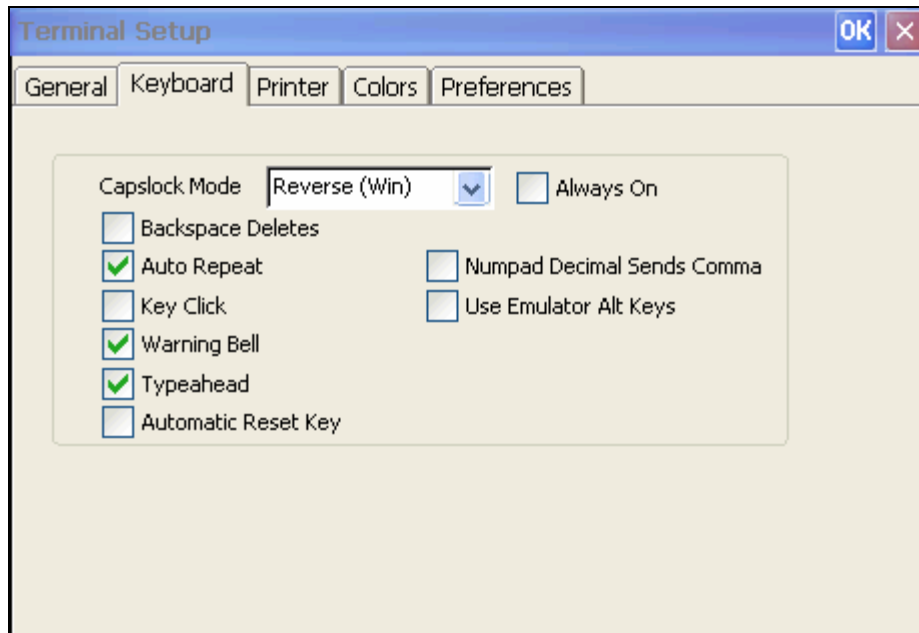 Terminal Setup OK
General Keyboard Printer Colors Preferences
Capslock Mode Reverse (Win) Always On
Backspace Deletes
Auto Repeat Numpad Decimal Sends Comma
Key Click Use Emulator Alt Keys
Warning Bell
Typeahead
Automatic Reset Key